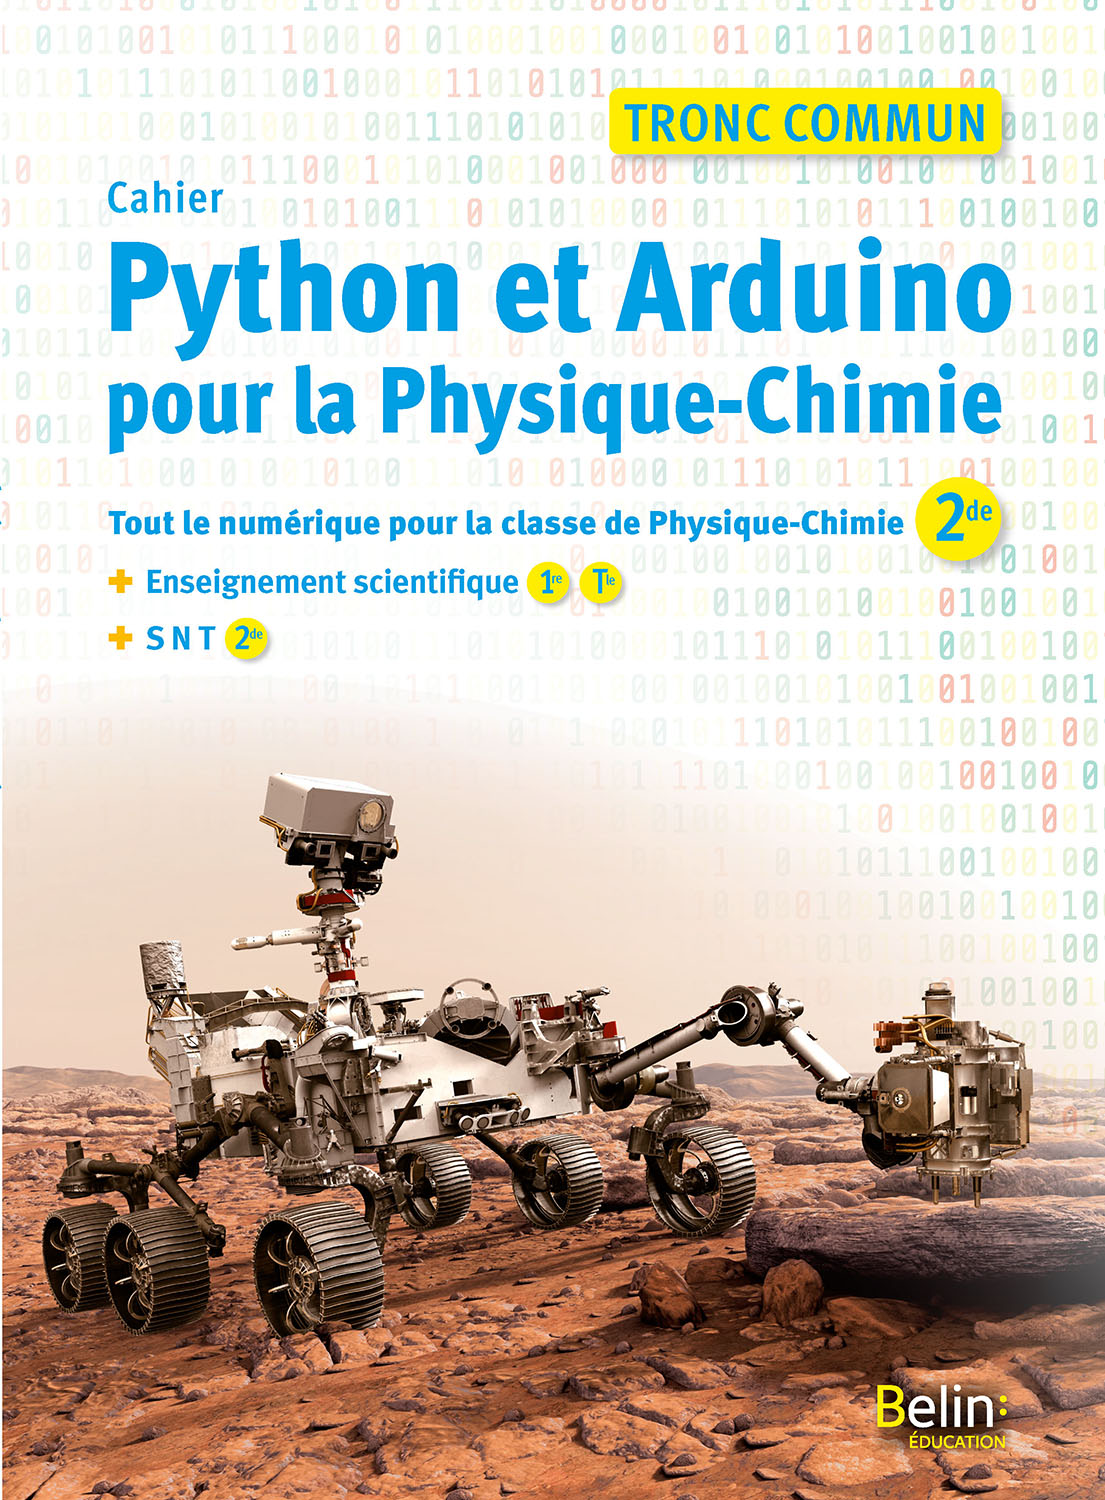 TRONC COMMUN
Cahier
Python et Arduino
pour la Physique-Chimie
Tout le numérique pour la classe de Physique-Chimie 2de
+ Enseignement scientifique 1re Tle
+ SNT 2de
Belin:
ÉDUCATION